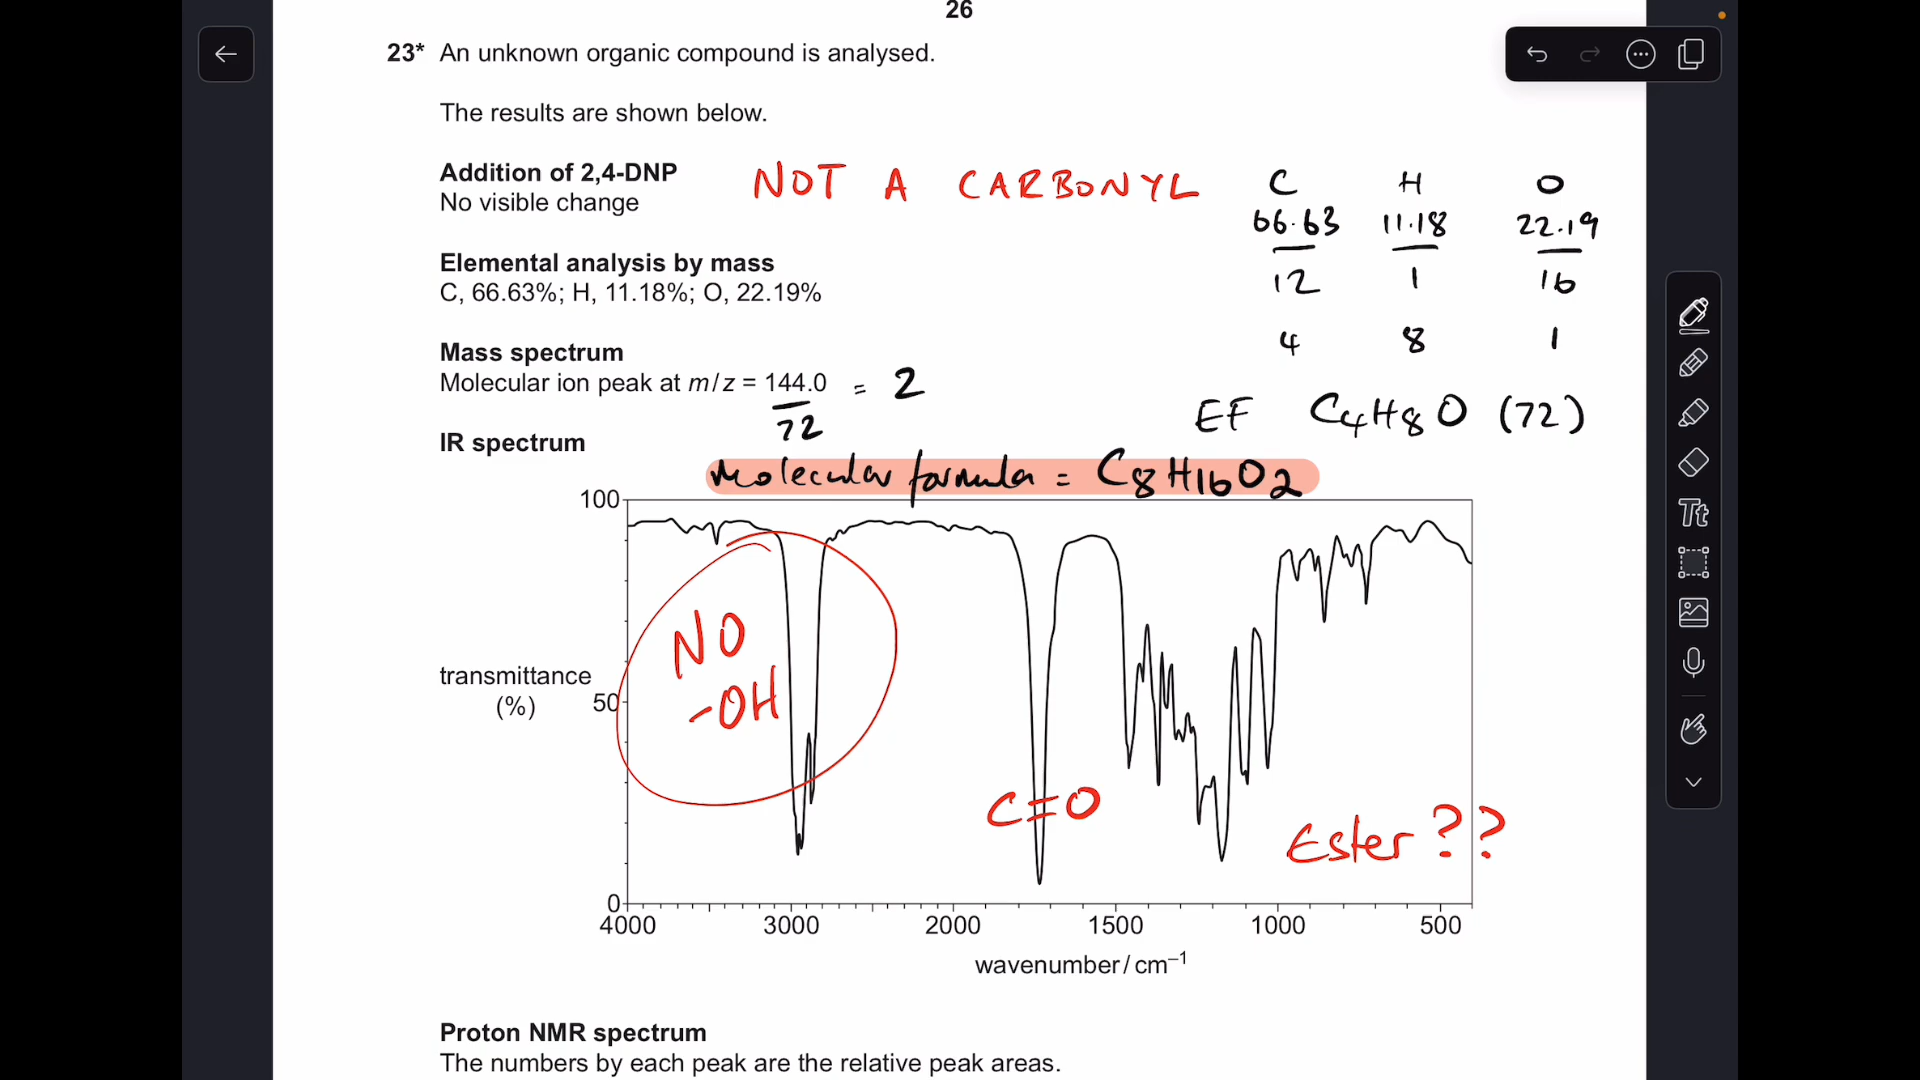 26
23* An unknown organic compound is analysed.
The results are shown below.
Addition of 2,4-DNP
No visible change
NOT A CARBONYL
C H O
66.63 11.18 22.19
12 1 16
4 8 1
Elemental analysis by mass
C, 66.63%; H, 11.18%; O, 22.19%
Mass spectrum
Molecular ion peak at m/z = 144.0 = 2
72
EF C4H8O (72)
IR spectrum
Molecular formula = C8H16O2
100
transmittance
(%)
50
0
NO
-OH
C=O
Ester??
4000 3000 2000 1500 1000 500
wavenumber/cm⁻¹
Proton NMR spectrum
The numbers by each peak are the relative peak areas.
Tt